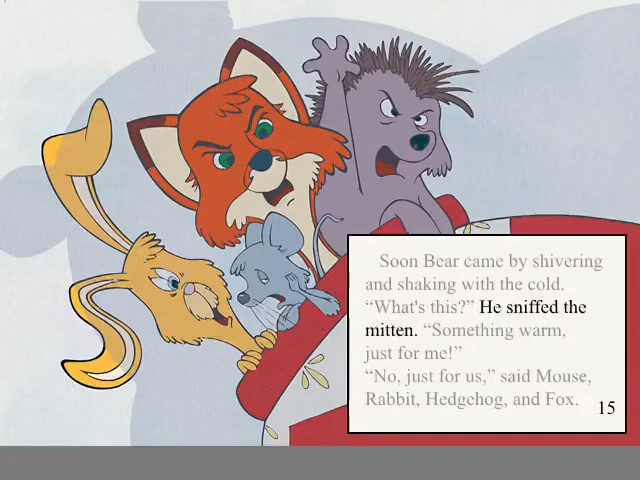 Soon Bear came by shivering
and shaking with the cold.
“What's this?” He sniffed the
mitten. “Something warm,
just for me!”
“No, just for us,” said Mouse,
Rabbit, Hedgehog, and Fox.
15